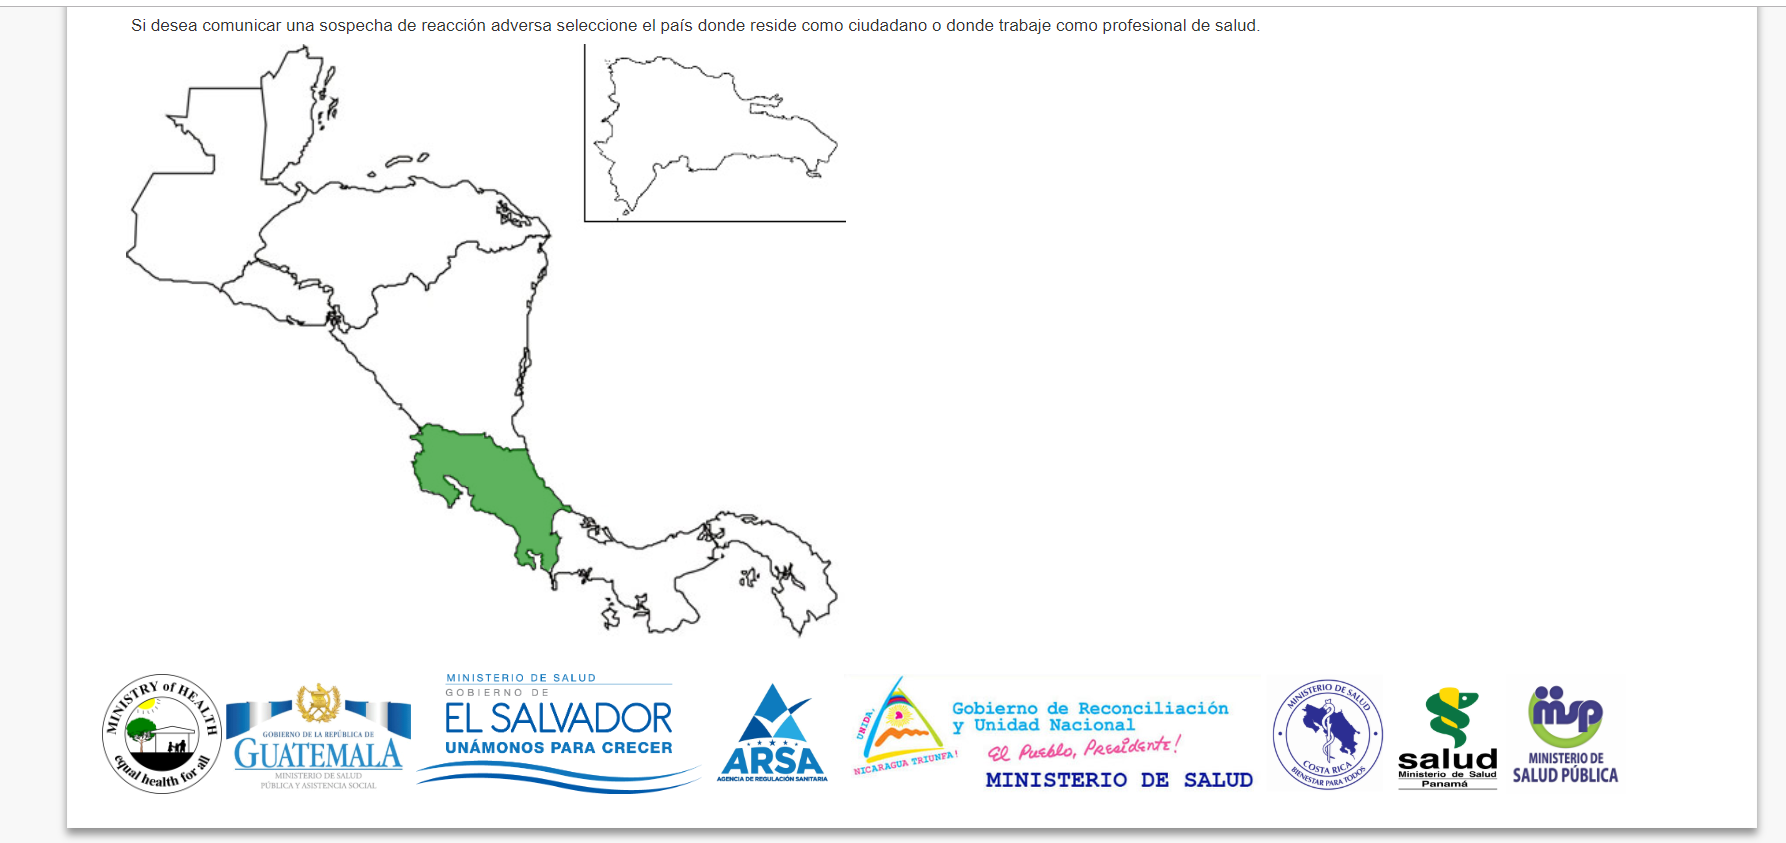 Si desea comunicar una sospecha de reacción adversa seleccione el país donde reside como ciudadano o donde trabaje como profesional de salud.
MINISTRY of HEALTH
equal health for all
GOBIERNO DE LA REPÚBLICA DE
GUATEMALA
MINISTERIO DE SALUD
PÚBLICA Y ASISTENCIA SOCIAL
MINISTERIO DE SALUD
GOBIERNO DE
EL SALVADOR
UNÁMONOS PARA CRECER
ARSA
AGENCIA DE REGULACIÓN SANITARIA
UNIDA,
NICARAGUA TRIUNFA!
Gobierno de Reconciliación
y Unidad Nacional
El Pueblo, Presidente!
MINISTERIO DE SALUD
MINISTERIO DE SALUD
COSTA RICA
BIENESTAR PARA TODOS
salud
Ministerio de Salud
Panamá
msp
MINISTERIO DE
SALUD PÚBLICA